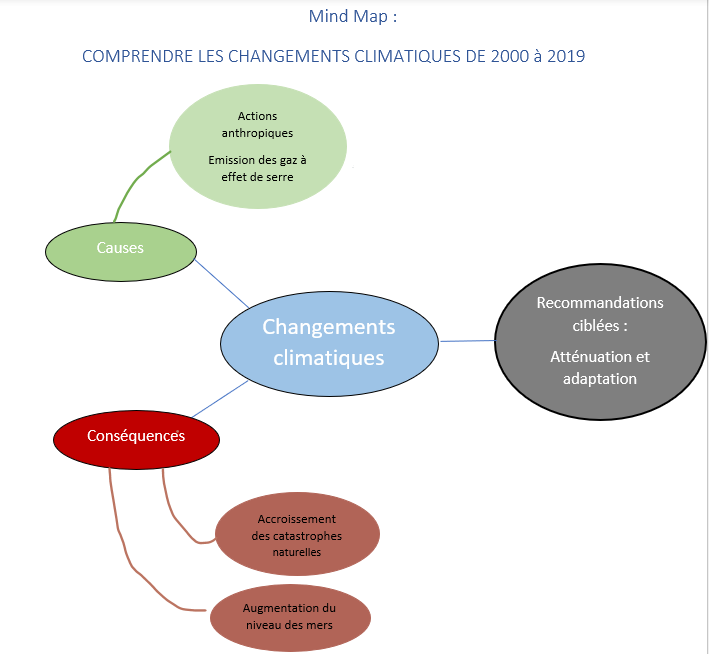 Mind Map :
COMPRENDRE LES CHANGEMENTS CLIMATIQUES DE 2000 à 2019
Actions
anthropiques
Emission des gaz à
effet de serre
Causes
Changements
climatiques
Recommandations
ciblées :
Atténuation et
adaptation
Conséquences
Accroissement
des catastrophes
naturelles
Augmentation du
niveau des mers